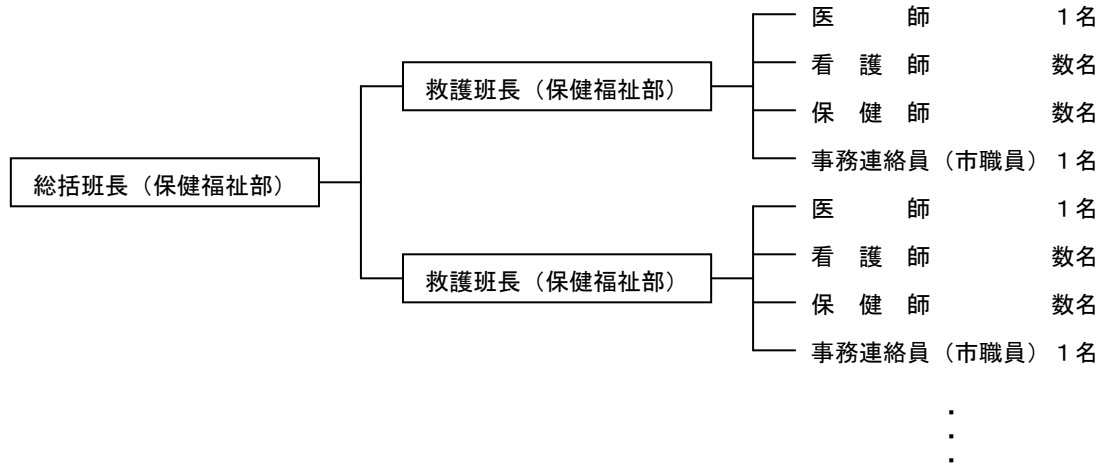 医　　　師　　　　　１名
看　護　師　　　　　数名
救護班長（保健福祉部）
保　健　師　　　　　数名
事務連絡員（市職員）１名
総括班長（保健福祉部）
医　　　師　　　　　１名
看　護　師　　　　　数名
救護班長（保健福祉部）
保　健　師　　　　　数名
事務連絡員（市職員）１名
・
・
・